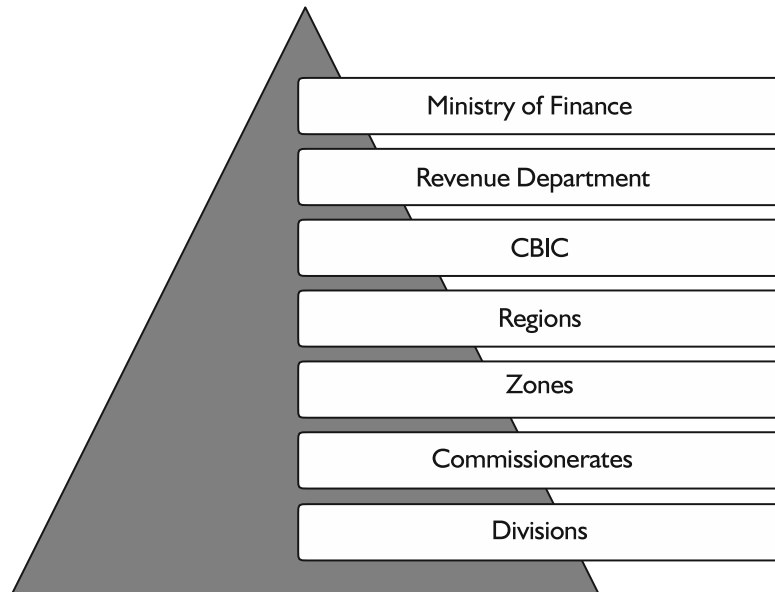 Ministry of Finance
Revenue Department
CBIC
Regions
Zones
Commissionerates
Divisions